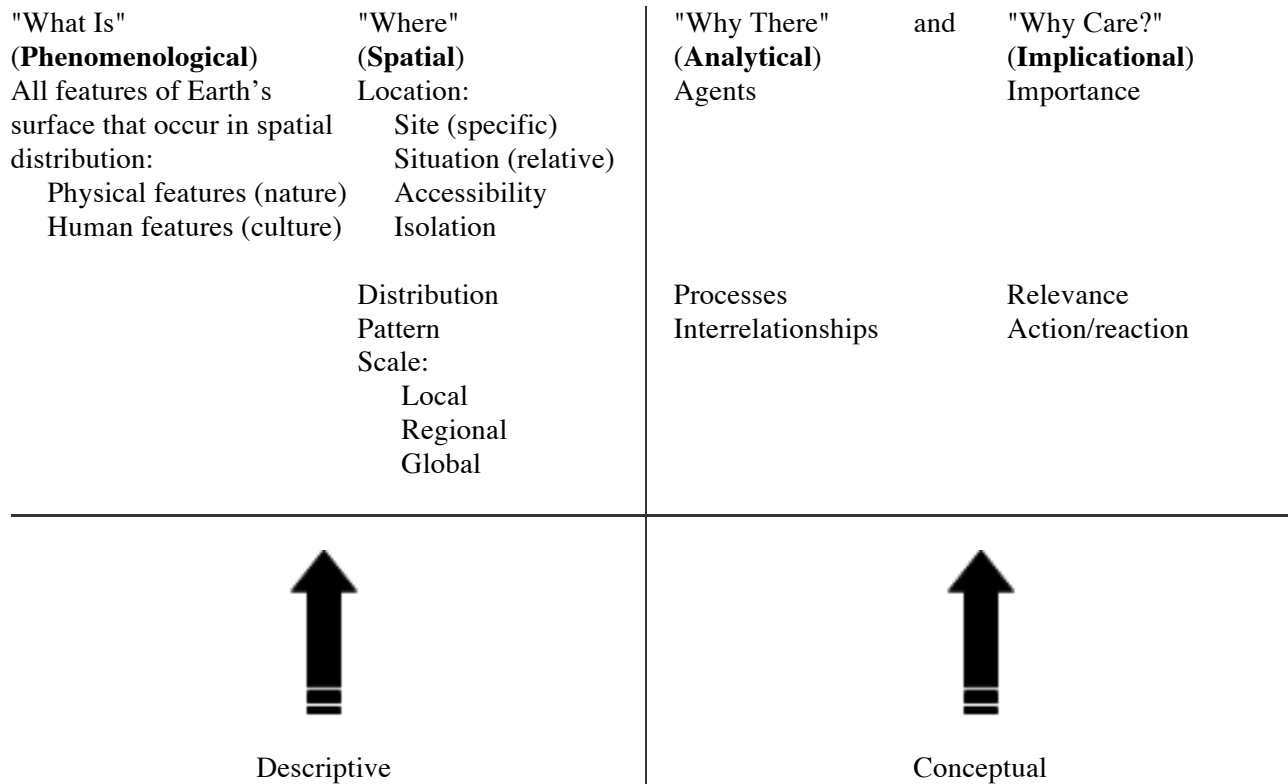 "What Is"
(Phenomenological)
All features of Earth’s
surface that occur in spatial
distribution:
Physical features (nature)
Human features (culture)
"Where"
(Spatial)
Location:
Site (specific)
Situation (relative)
Accessibility
Isolation
Distribution
Pattern
Scale:
Local
Regional
Global
"Why There" and "Why Care?"
(Analytical) (Implicational)
Agents Importance
Processes Relevance
Interrelationships Action/reaction
Descriptive
Conceptual